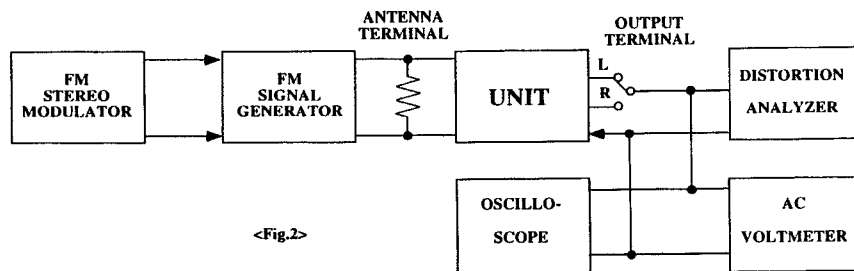 ANTENNA
TERMINAL
OUTPUT
TERMINAL
FM
STEREO
MODULATOR
FM
SIGNAL
GENERATOR
UNIT
L
R
DISTORTION
ANALYZER
OSCILLO-
SCOPE
AC
VOLTMETER
<Fig.2>